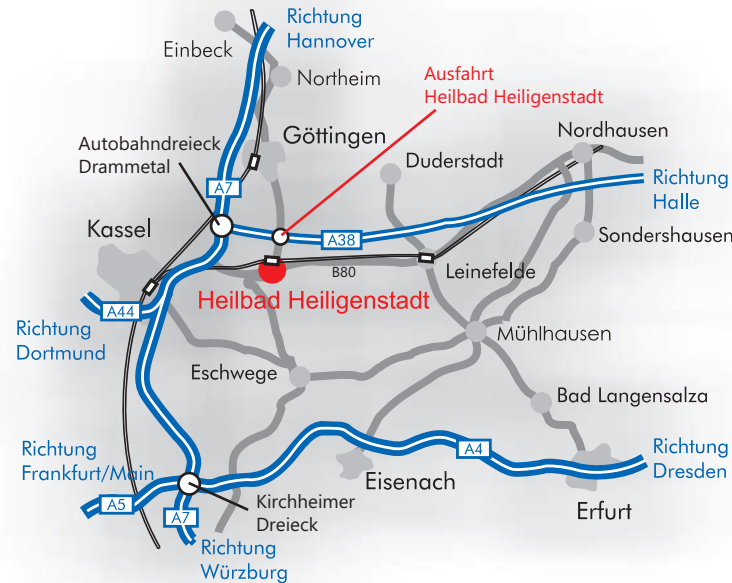 Richtung
Hannover
Einbeck
Northeim
Ausfahrt
Heilbad Heiligenstadt
Göttingen
Autobahndreieck
Drammetal
Nordhausen
Duderstadt
A7
Richtung
Halle
Kassel
A38
Sondershausen
B80
Leinefelde
Heilbad Heiligenstadt
A44
Richtung
Dortmund
Mühlhausen
Eschwege
Bad Langensalza
Richtung
Frankfurt/Main
A4
Richtung
Dresden
Eisenach
A5
Kirchheimer
Dreieck
Erfurt
A7
Richtung
Würzburg